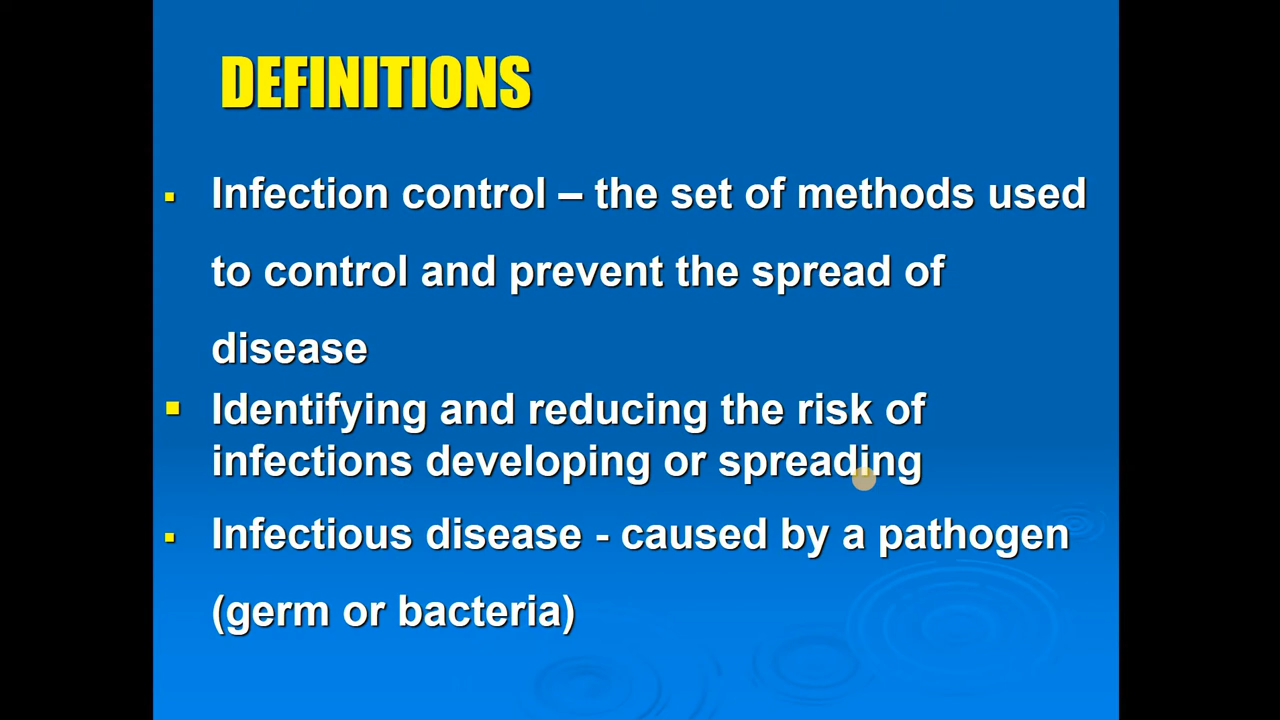 DEFINITIONS
▪ Infection control – the set of methods used
to control and prevent the spread of
disease
▪ Identifying and reducing the risk of
infections developing or spreading
▪ Infectious disease - caused by a pathogen
(germ or bacteria)